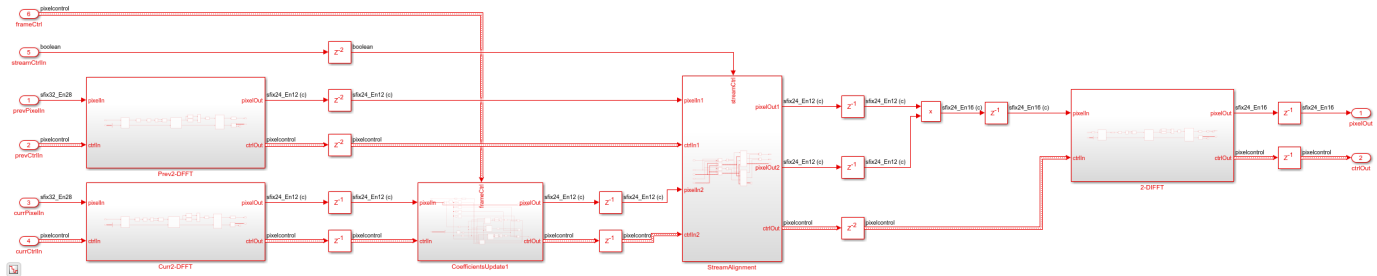 6 pixelcontrol
frameCtrl
5 boolean z-2 boolean
streamCtrlIn
1 sfix32_En28 pixelIn pixelOut sfix24_En12 (c) z-2 sfix24_En12 (c)
prevPixelIn
2 pixelcontrol ctrlIn ctrlOut pixelcontrol z-2 pixelcontrol
prevCtrlIn
Prev2-DFFT
3 sfix32_En28 pixelIn pixelOut sfix24_En12 (c) z-1 sfix24_En12 (c)
currPixelIn
4 pixelcontrol ctrlIn ctrlOut pixelcontrol z-1 pixelcontrol
currCtrlIn
Curr2-DFFT
frameCtrl
pixelIn pixelOut sfix24_En12 (c) z-1 sfix24_En12 (c)
ctrlIn ctrlOut pixelcontrol z-1 pixelcontrol
CoefficientsUpdate1
streamCtrl
pixelIn1 pixelOut1 sfix24_En12 (c) z-1 sfix24_En12 (c)
ctrlIn1
pixelIn2 pixelOut2 sfix24_En12 (c) z-1 sfix24_En12 (c)
ctrlIn2 ctrlOut pixelcontrol z-2 pixelcontrol
StreamAlignment
x sfix24_En16 (c) z-1 sfix24_En16 (c)
pixelIn pixelOut sfix24_En16 z-1 sfix24_En16 1
pixelOut
ctrlIn ctrlOut pixelcontrol z-1 pixelcontrol 2
ctrlOut
2-DIFFT